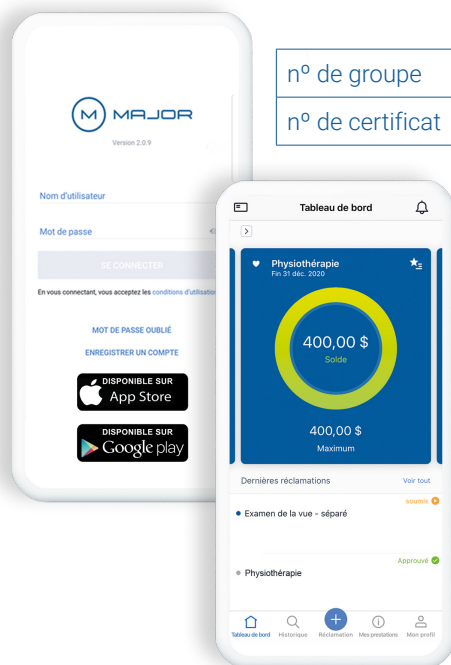 nº de groupe
nº de certificat
M MAJOR
Version 2.0.9
Nom d'utilisateur
Mot de passe
SE CONNECTER
En vous connectant, vous acceptez les conditions d'utilisation
MOT DE PASSE OUBLIÉ
ENREGISTRER UN COMPTE
DISPONIBLE SUR
App Store
DISPONIBLE SUR
Google play
Tableau de bord
Physiothérapie
Fin 31 déc. 2020
400,00 $
Solde
400,00 $
Maximum
Dernières réclamations Voir tout
soumis
Examen de la vue - séparé
Approuvé
Physiothérapie
Tableau de bord Historique Réclamation Mes prestations Mon profil